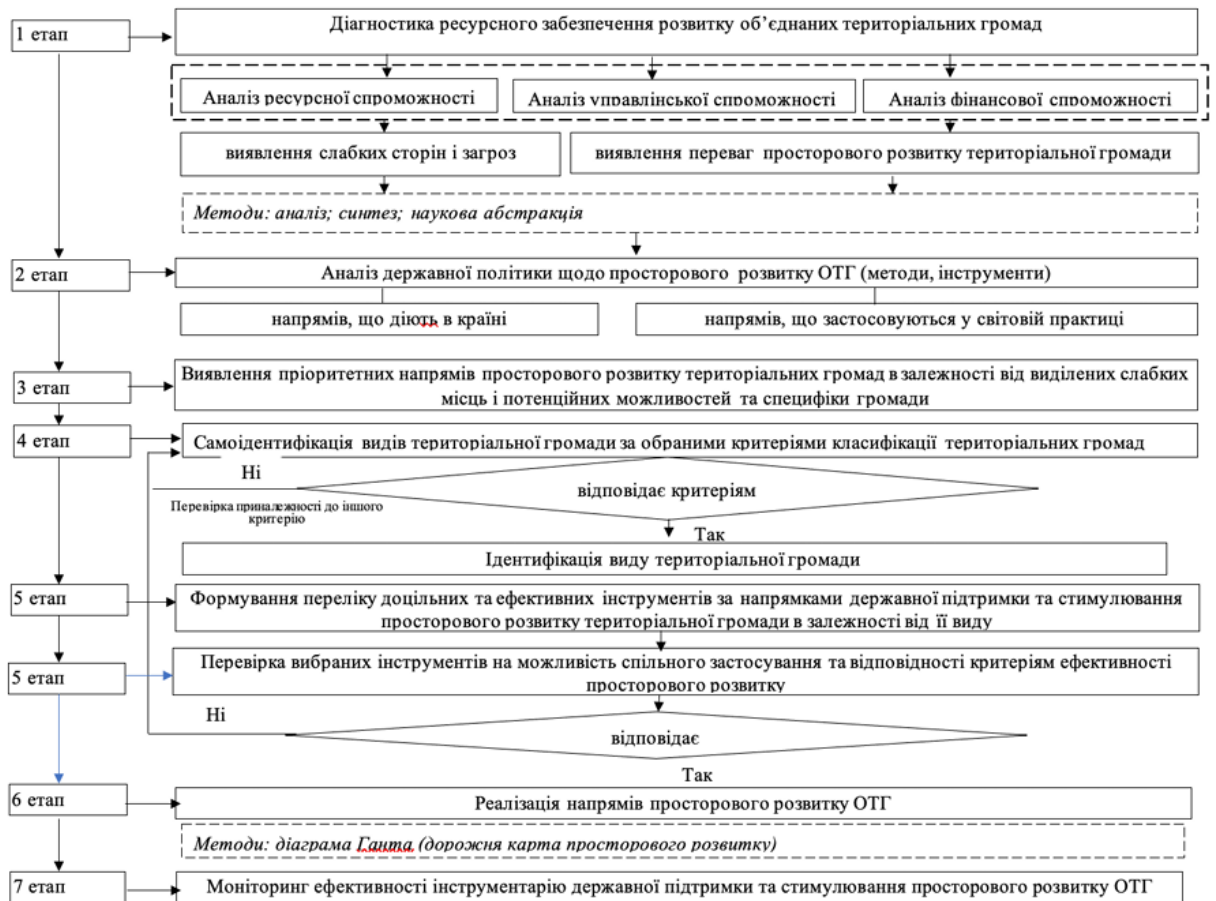 1 етап
Діагностика ресурсного забезпечення розвитку об’єднаних територіальних громад
Аналіз ресурсної спроможності
Аналіз управлінської спроможності
Аналіз фінансової спроможності
виявлення слабких сторін і загроз
виявлення переваг просторового розвитку територіальної громади
Методи: аналіз; синтез; наукова абстракція
2 етап
Аналіз державної політики щодо просторового розвитку ОТГ (методи, інструменти)
напрямів, що діють в країні
напрямів, що застосовуються у світовій практиці
3 етап
Виявлення пріоритетних напрямів просторового розвитку територіальних громад в залежності від виділених слабких
місць і потенційних можливостей та специфіки громади
4 етап
Самоідентифікація видів територіальної громади за обраними критеріями класифікації територіальних громад
Ні
відповідає критеріям
Перевірка приналежності до іншого
критерію
Так
Ідентифікація виду територіальної громади
5 етап
Формування переліку доцільних та ефективних інструментів за напрямками державної підтримки та стимулювання
просторового розвитку територіальної громади в залежності від її виду
5 етап
Перевірка вибраних інструментів на можливість спільного застосування та відповідності критеріям ефективності
просторового розвитку
Ні
відповідає
Так
6 етап
Реалізація напрямів просторового розвитку ОТГ
Методи: діаграма Ганта (дорожня карта просторового розвитку)
7 етап
Моніторинг ефективності інструментарію державної підтримки та стимулювання просторового розвитку ОТГ